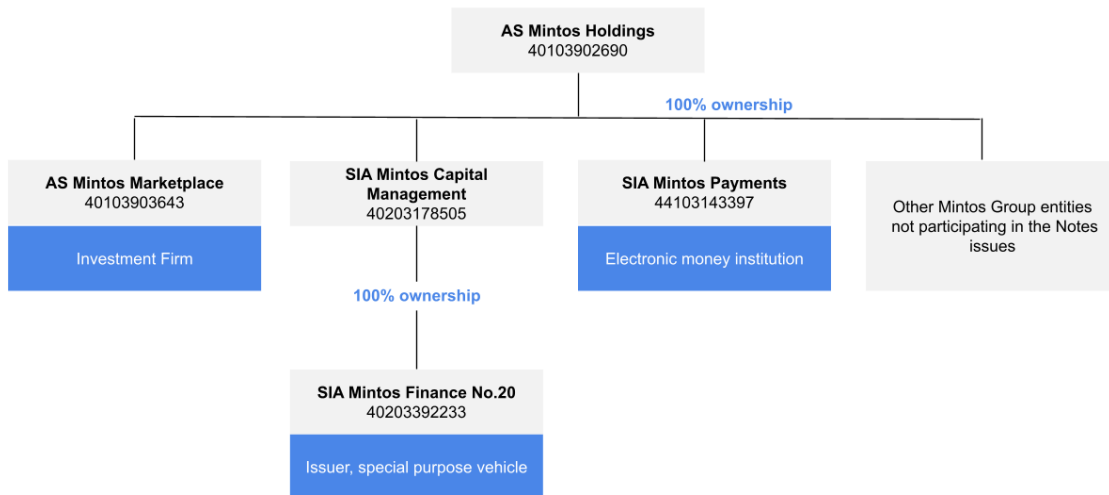 AS Mintos Holdings
40103902690
100% ownership
AS Mintos Marketplace
40103903643
Investment Firm
SIA Mintos Capital
Management
40203178505
SIA Mintos Payments
44103143397
Electronic money institution
Other Mintos Group entities
not participating in the Notes
issues
100% ownership
SIA Mintos Finance No.20
40203392233
Issuer, special purpose vehicle